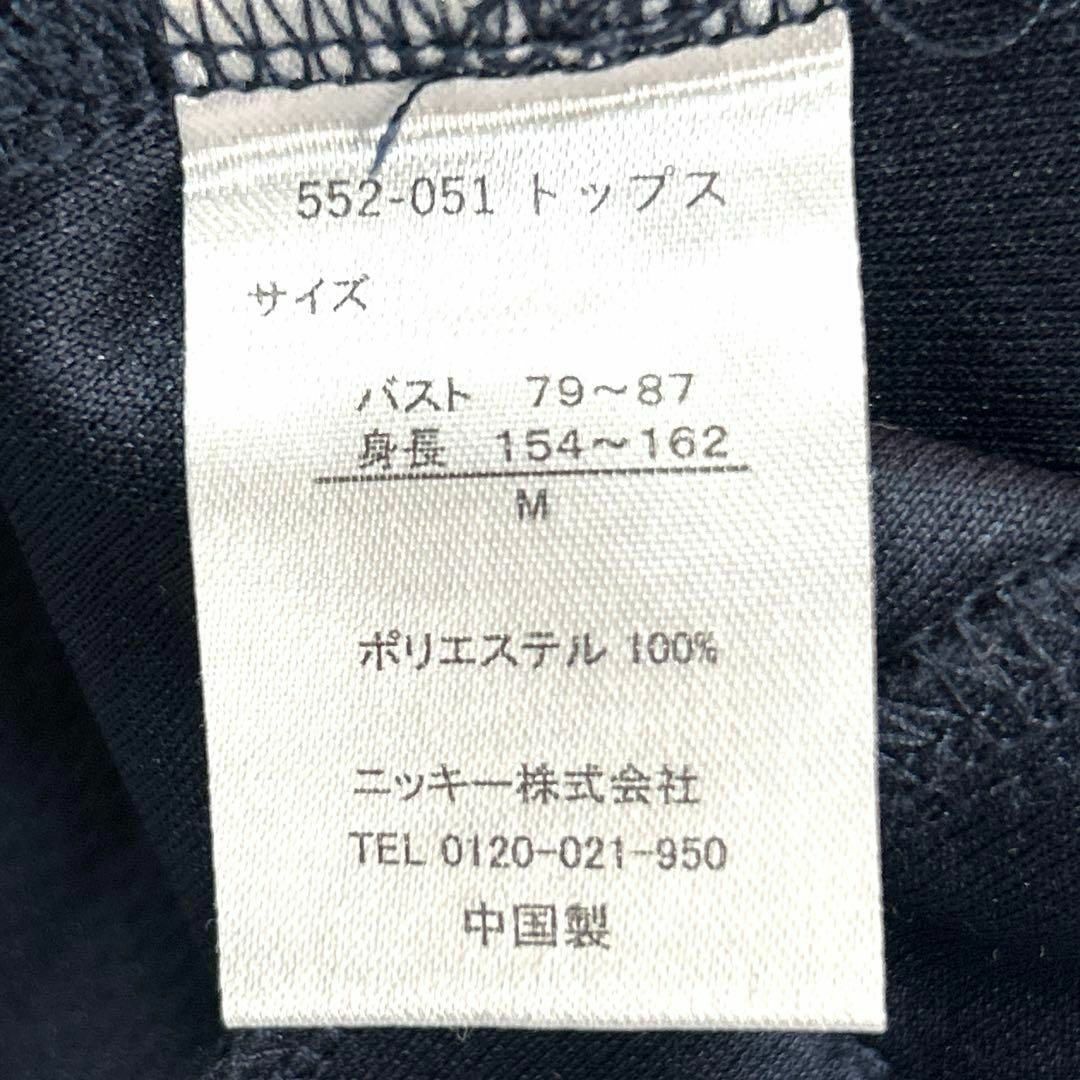 552-051 トップス
サイズ
バスト 79～87
身長 154～162
M
ポリエステル 100%
ニッキー株式会社
TEL 0120-021-950
中国製